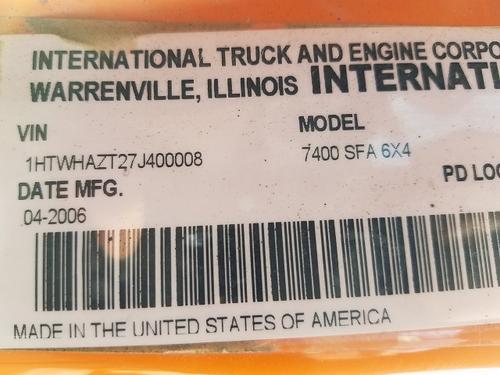 INTERNATIONAL TRUCK AND ENGINE CORPO
WARRENVILLE, ILLINOIS INTERNATI
VIN MODEL
1HTWHAZT27J400008 7400 SFA 6X4
DATE MFG. PD LOC
04-2006
MADE IN THE UNITED STATES OF AMERICA